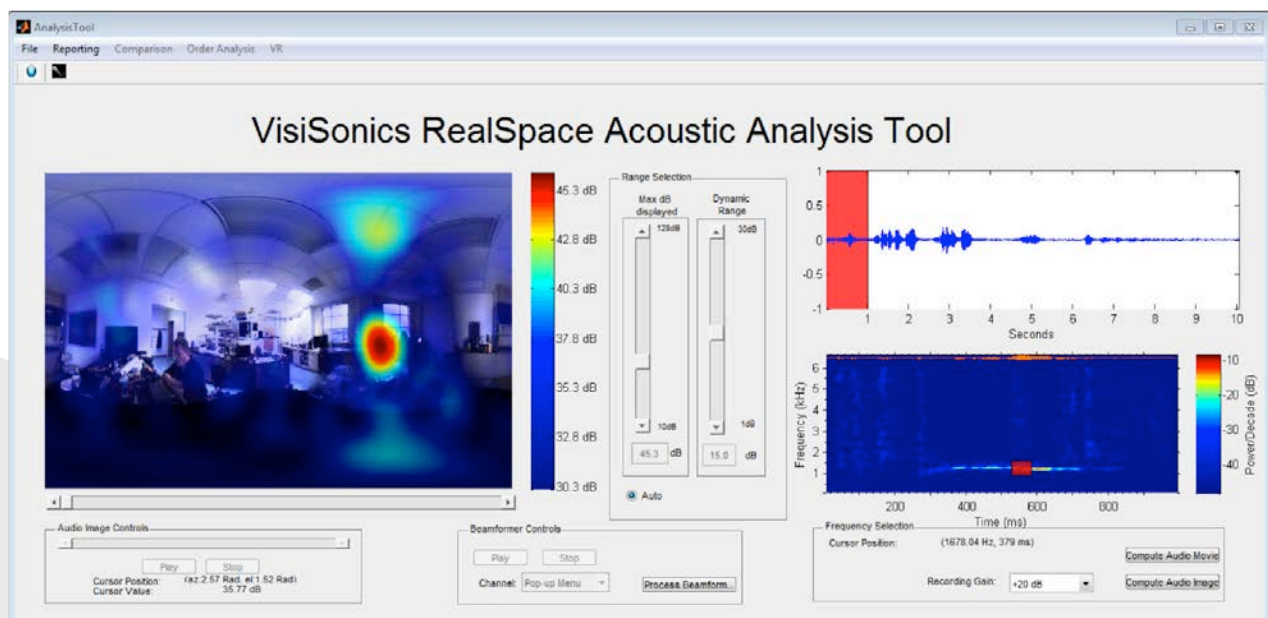 AnalysisTool
File Reporting Comparison Order Analysis VR
VisiSonics RealSpace Acoustic Analysis Tool
45.3 dB
42.8 dB
40.3 dB
37.8 dB
35.3 dB
32.8 dB
30.3 dB
Range Selection
Max dB displayed
128dB
10dB
45.3 dB
Dynamic Range
30dB
1dB
15.0 dB
Auto
1
0.5
0
-0.5
-1
1 2 3 4 5 6 7 8 9 10
Seconds
Frequency (kHz)
6
5
4
3
2
1
200 400 600 800
Time (ms)
-10
-20
-30
-40
Power/Decade (dB)
Audio Image Controls
Play Stop
Cursor Position: (az:2.57 Rad, el:1.52 Rad)
Cursor Value: 35.77 dB
Beamformer Controls
Play Stop
Channel: Pop-up Menu Process Beamform...
Frequency Selection
Cursor Position: (1678.04 Hz, 379 ms)
Compute Audio Movie
Recording Gain: +20 dB Compute Audio Image